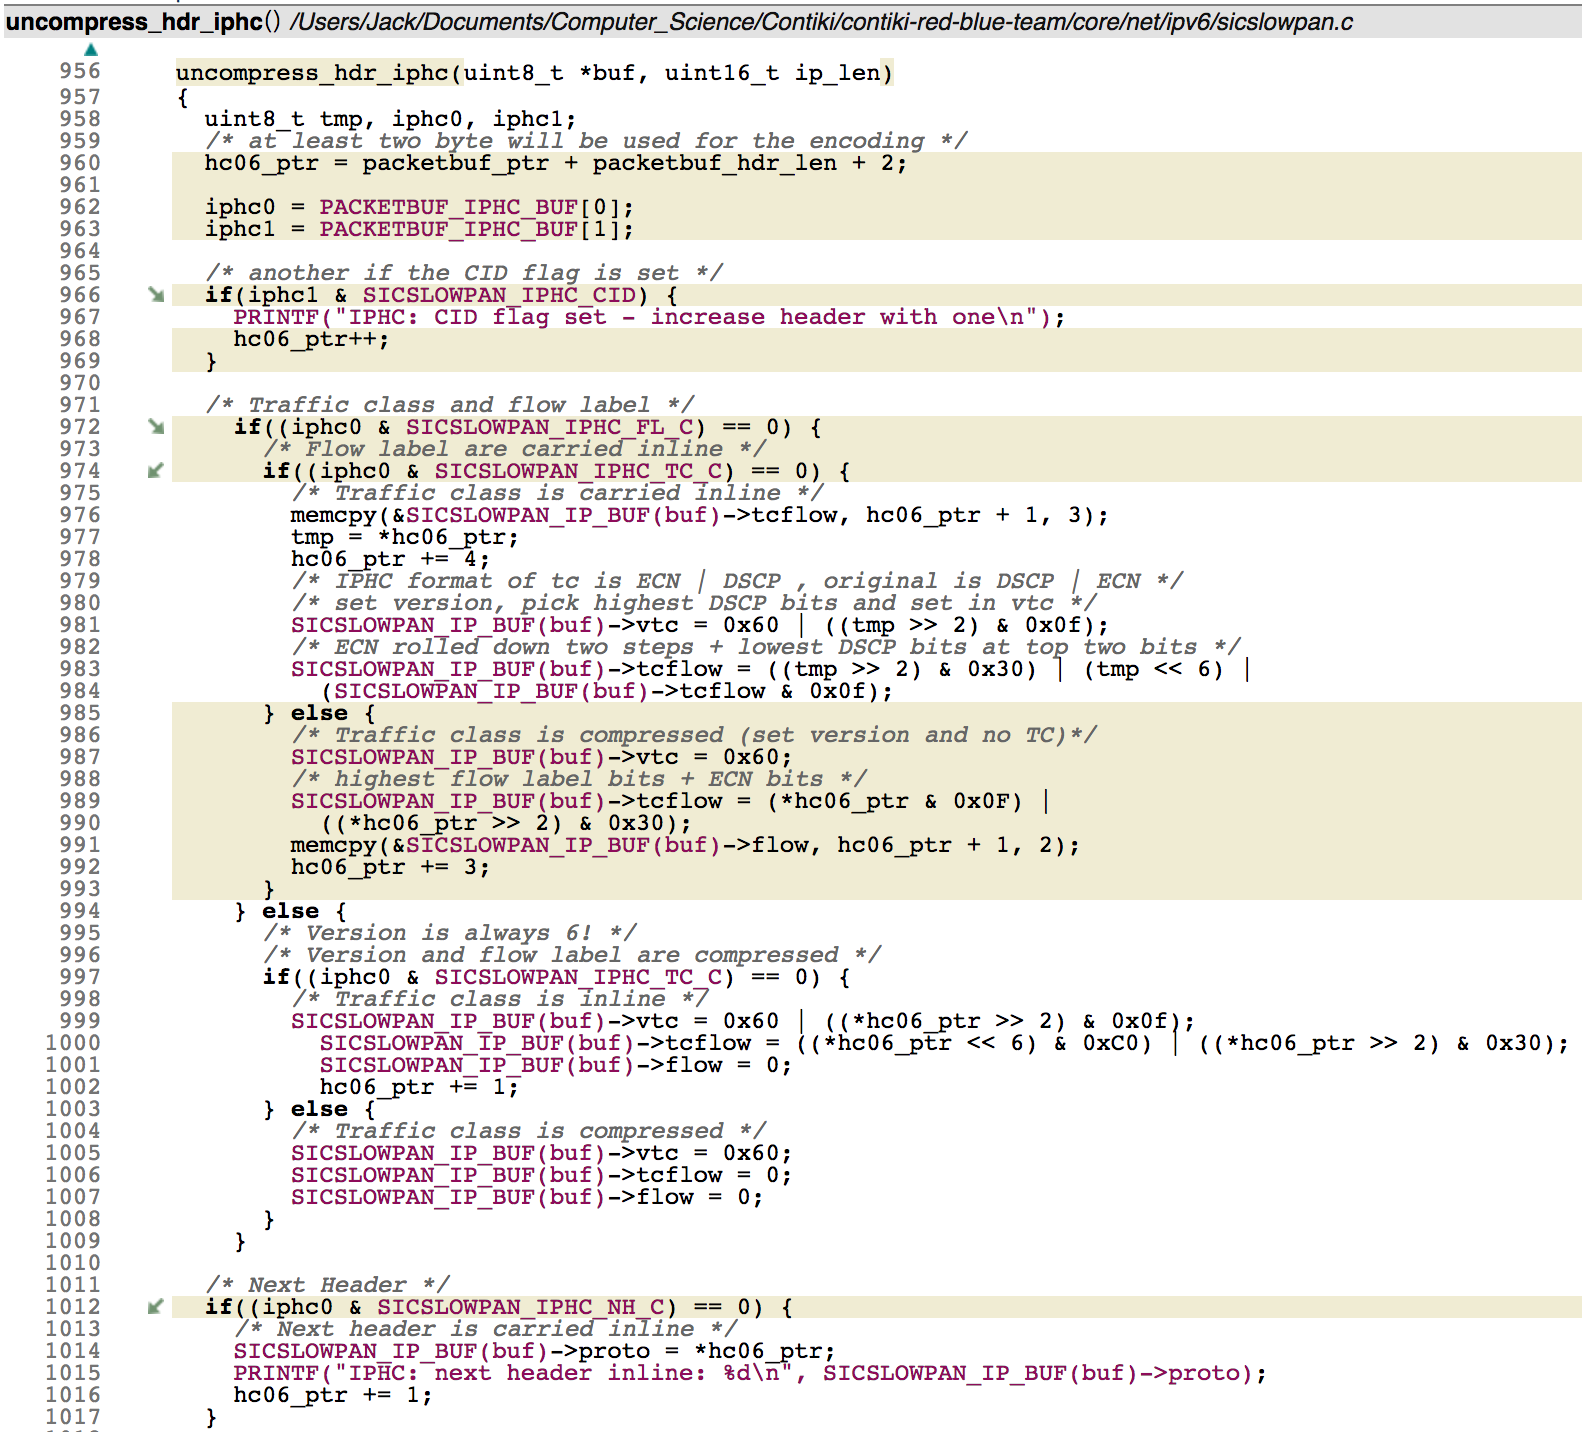 uncompress_hdr_iphc() /Users/Jack/Documents/Computer_Science/Contiki/contiki-red-blue-team/core/net/ipv6/sicslowpan.c
956 uncompress_hdr_iphc(uint8_t *buf, uint16_t ip_len)
957 {
958 uint8_t tmp, iphc0, iphc1;
959 /* at least two byte will be used for the encoding */
960 hc06_ptr = packetbuf_ptr + packetbuf_hdr_len + 2;
961
962 iphc0 = PACKETBUF_IPHC_BUF[0];
963 iphc1 = PACKETBUF_IPHC_BUF[1];
964
965 /* another if the CID flag is set */
966 if(iphc1 & SICSLOWPAN_IPHC_CID) {
967 PRINTF("IPHC: CID flag set - increase header with one\n");
968 hc06_ptr++;
969 }
970
971 /* Traffic class and flow label */
972 if((iphc0 & SICSLOWPAN_IPHC_FL_C) == 0) {
973 /* Flow label are carried inline */
974 if((iphc0 & SICSLOWPAN_IPHC_TC_C) == 0) {
975 /* Traffic class is carried inline */
976 memcpy(&SICSLOWPAN_IP_BUF(buf)->tcflow, hc06_ptr + 1, 3);
977 tmp = *hc06_ptr;
978 hc06_ptr += 4;
979 /* IPHC format of tc is ECN | DSCP , original is DSCP | ECN */
980 /* set version, pick highest DSCP bits and set in vtc */
981 SICSLOWPAN_IP_BUF(buf)->vtc = 0x60 | ((tmp >> 2) & 0x0f);
982 /* ECN rolled down two steps + lowest DSCP bits at top two bits */
983 SICSLOWPAN_IP_BUF(buf)->tcflow = ((tmp >> 2) & 0x30) | (tmp << 6) |
984 (SICSLOWPAN_IP_BUF(buf)->tcflow & 0x0f);
985 } else {
986 /* Traffic class is compressed (set version and no TC)*/
987 SICSLOWPAN_IP_BUF(buf)->vtc = 0x60;
988 /* highest flow label bits + ECN bits */
989 SICSLOWPAN_IP_BUF(buf)->tcflow = (*hc06_ptr & 0x0F) |
990 ((*hc06_ptr >> 2) & 0x30);
991 memcpy(&SICSLOWPAN_IP_BUF(buf)->flow, hc06_ptr + 1, 2);
992 hc06_ptr += 3;
993 }
994 } else {
995 /* Version is always 6! */
996 /* Version and flow label are compressed */
997 if((iphc0 & SICSLOWPAN_IPHC_TC_C) == 0) {
998 /* Traffic class is inline */
999 SICSLOWPAN_IP_BUF(buf)->vtc = 0x60 | ((*hc06_ptr >> 2) & 0x0f);
1000 SICSLOWPAN_IP_BUF(buf)->tcflow = ((*hc06_ptr << 6) & 0xC0) | ((*hc06_ptr >> 2) & 0x30);
1001 SICSLOWPAN_IP_BUF(buf)->flow = 0;
1002 hc06_ptr += 1;
1003 } else {
1004 /* Traffic class is compressed */
1005 SICSLOWPAN_IP_BUF(buf)->vtc = 0x60;
1006 SICSLOWPAN_IP_BUF(buf)->tcflow = 0;
1007 SICSLOWPAN_IP_BUF(buf)->flow = 0;
1008 }
1009 }
1010
1011 /* Next Header */
1012 if((iphc0 & SICSLOWPAN_IPHC_NH_C) == 0) {
1013 /* Next header is carried inline */
1014 SICSLOWPAN_IP_BUF(buf)->proto = *hc06_ptr;
1015 PRINTF("IPHC: next header inline: %d\n", SICSLOWPAN_IP_BUF(buf)->proto);
1016 hc06_ptr += 1;
1017 }